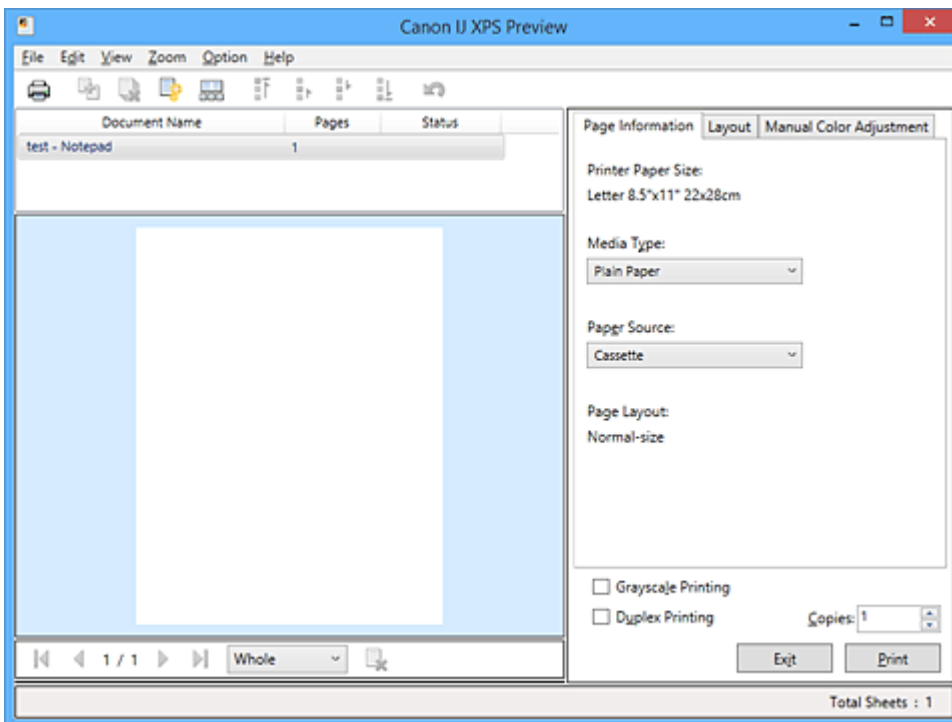 Canon IJ XPS Preview
File Edit View Zoom Option Help
Document Name Pages Status
test - Notepad 1
Page Information Layout Manual Color Adjustment
Printer Paper Size:
Letter 8.5"x11" 22x28cm
Media Type:
Plain Paper
Paper Source:
Cassette
Page Layout:
Normal-size
Grayscale Printing
Duplex Printing Copies: 1
1 / 1 Whole
Exit Print
Total Sheets : 1